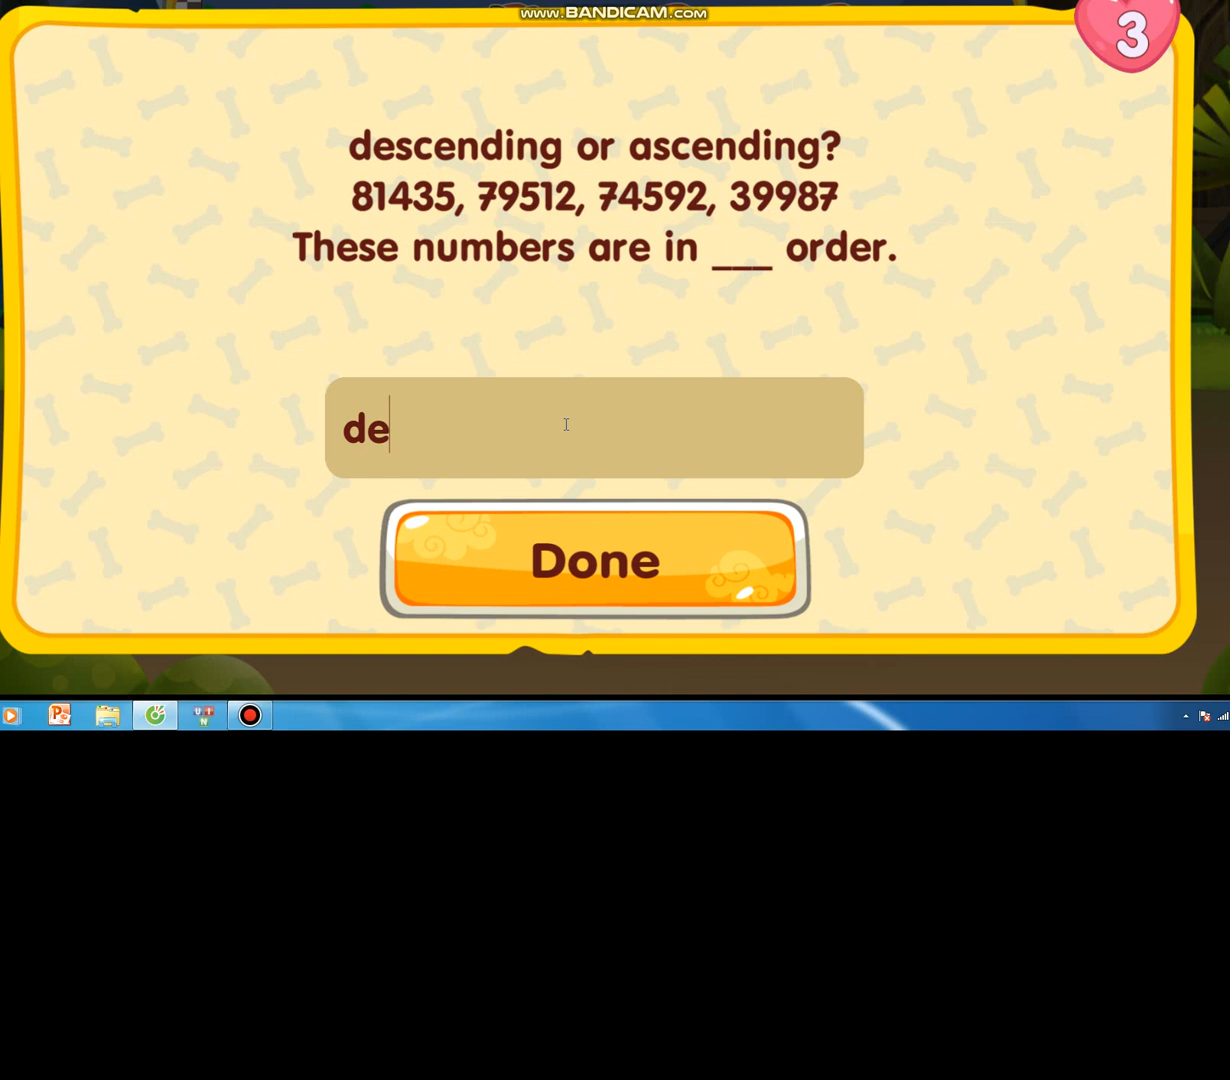 www.BANDICAM.com
3
descending or ascending?
81435, 79512, 74592, 39987
These numbers are in ___ order.
de
Done